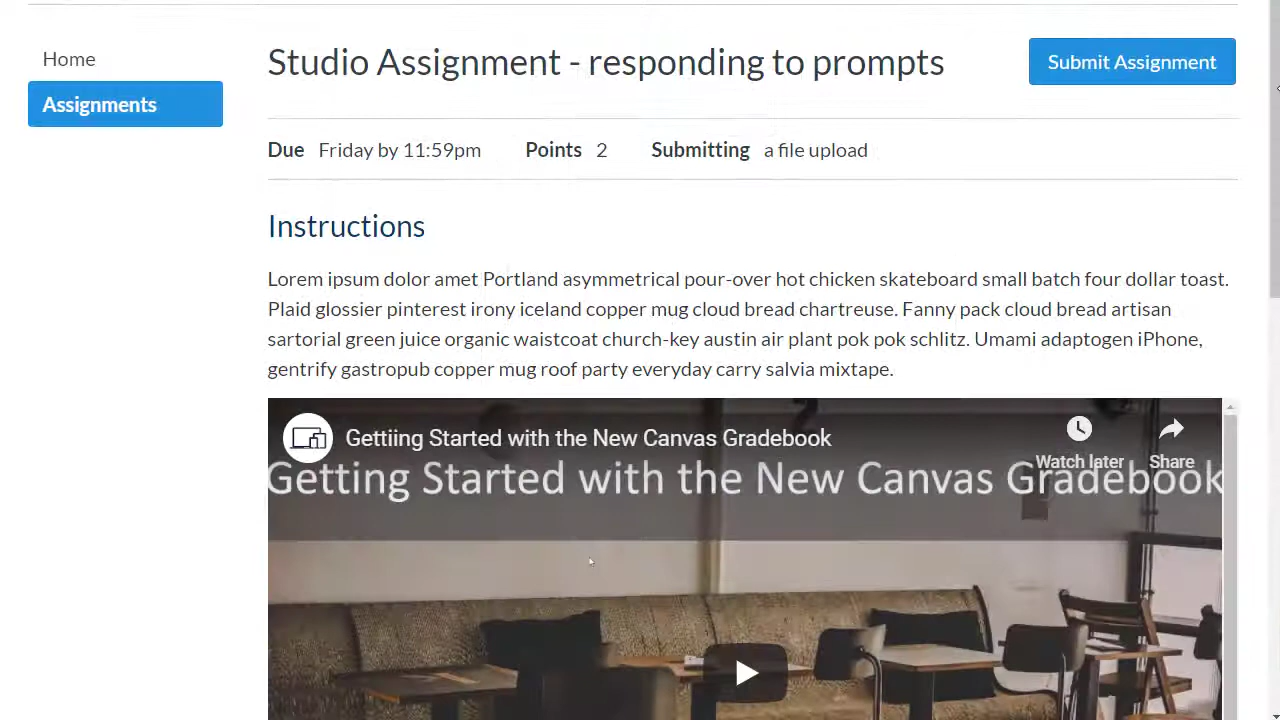 Home
Assignments
Studio Assignment - responding to prompts
Submit Assignment
Due Friday by 11:59pm Points 2 Submitting a file upload
Instructions
Lorem ipsum dolor amet Portland asymmetrical pour-over hot chicken skateboard small batch four dollar toast.
Plaid glossier pinterest irony iceland copper mug cloud bread chartreuse. Fanny pack cloud bread artisan
sartorial green juice organic waistcoat church-key austin air plant pok pok schlitz. Umami adaptogen iPhone,
gentrify gastropub copper mug roof party everyday carry salvia mixtape.
Gettiing Started with the New Canvas Gradebook
Watch later Share
Getting Started with the New Canvas Gradebook